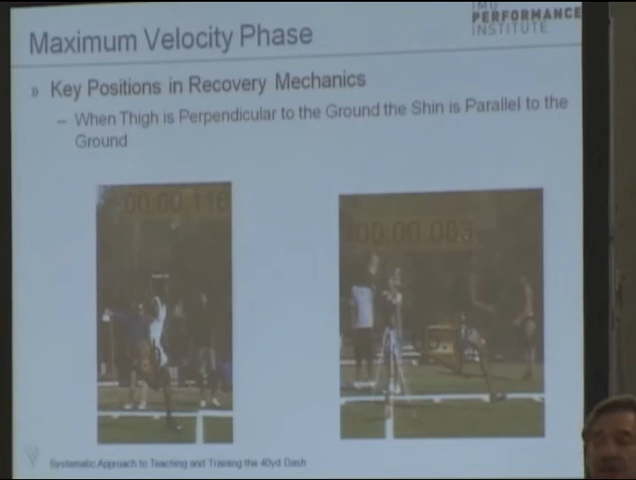 IMG
PERFORMANCE
INSTITUTE
Maximum Velocity Phase
» Key Positions in Recovery Mechanics
– When Thigh is Perpendicular to the Ground the Shin is Parallel to the
Ground
00:00.116
00:00.083
Systematic Approach to Teaching and Training the 40yd Dash